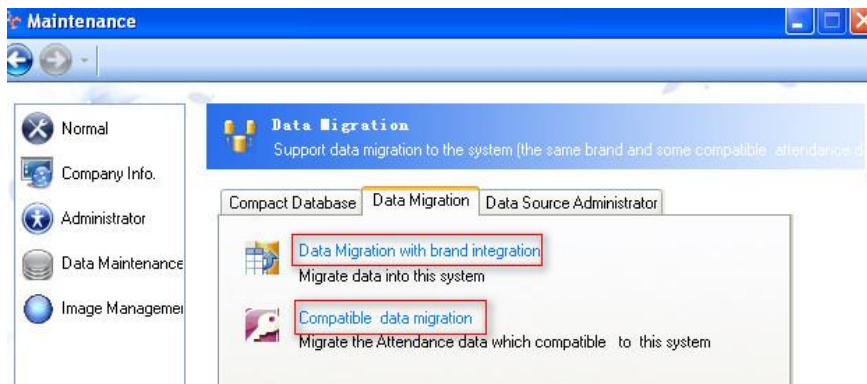 Maintenance
Normal
Company Info.
Administrator
Data Maintenance
Image Managemen
Data Migration
Support data migration to the system (the same brand and some compatible attendance d
Compact Database
Data Migration
Data Source Administrator
Data Migration with brand integration
Migrate data into this system
Compatible data migration
Migrate the Attendance data which compatible to this system